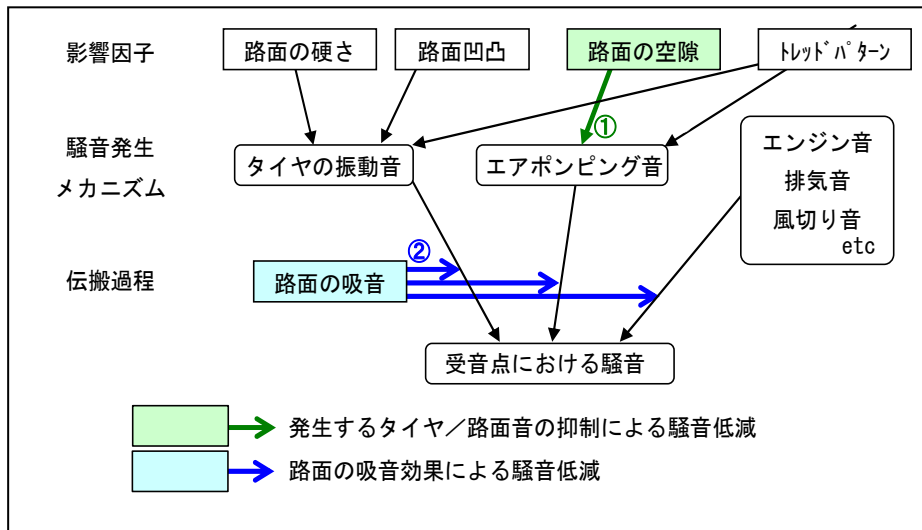 影響因子
路面の硬さ
路面凹凸
路面の空隙
ﾄﾚｯﾄﾞﾊﾟﾀｰﾝ
①
騒音発生
メカニズム
タイヤの振動音
エアポンピング音
エンジン音
排気音
風切り音
etc
②
伝搬過程
路面の吸音
受音点における騒音
発生するタイヤ／路面音の抑制による騒音低減
路面の吸音効果による騒音低減